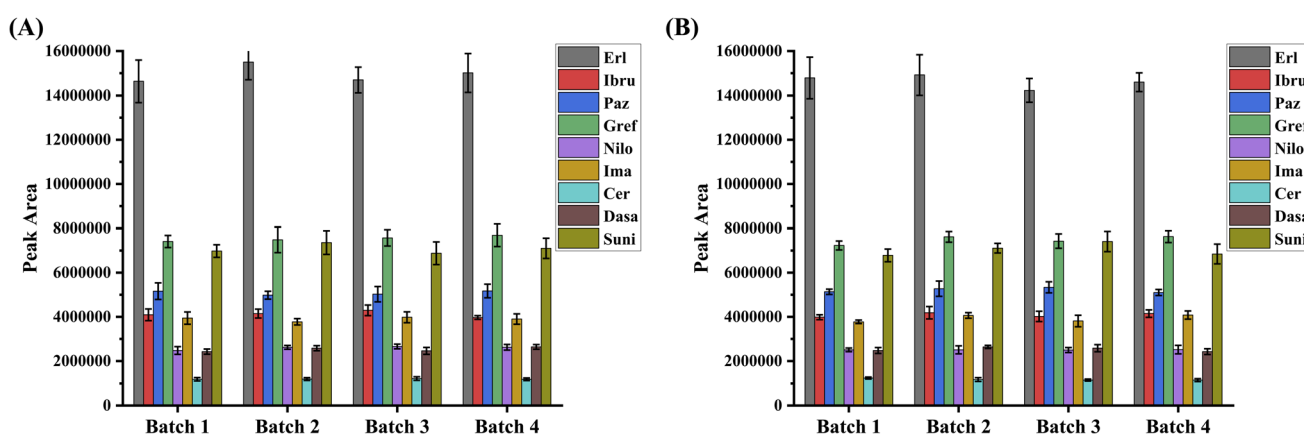 (A)
Peak Area
16000000
14000000
12000000
10000000
8000000
6000000
4000000
2000000
0
Batch 1 Batch 2 Batch 3 Batch 4
Erl
Ibru
Paz
Gref
Nilo
Ima
Cer
Dasa
Suni
(B)
Peak Area
16000000
14000000
12000000
10000000
8000000
6000000
4000000
2000000
0
Batch 1 Batch 2 Batch 3 Batch 4
Erl
Ibru
Paz
Gref
Nilo
Ima
Cer
Dasa
Suni